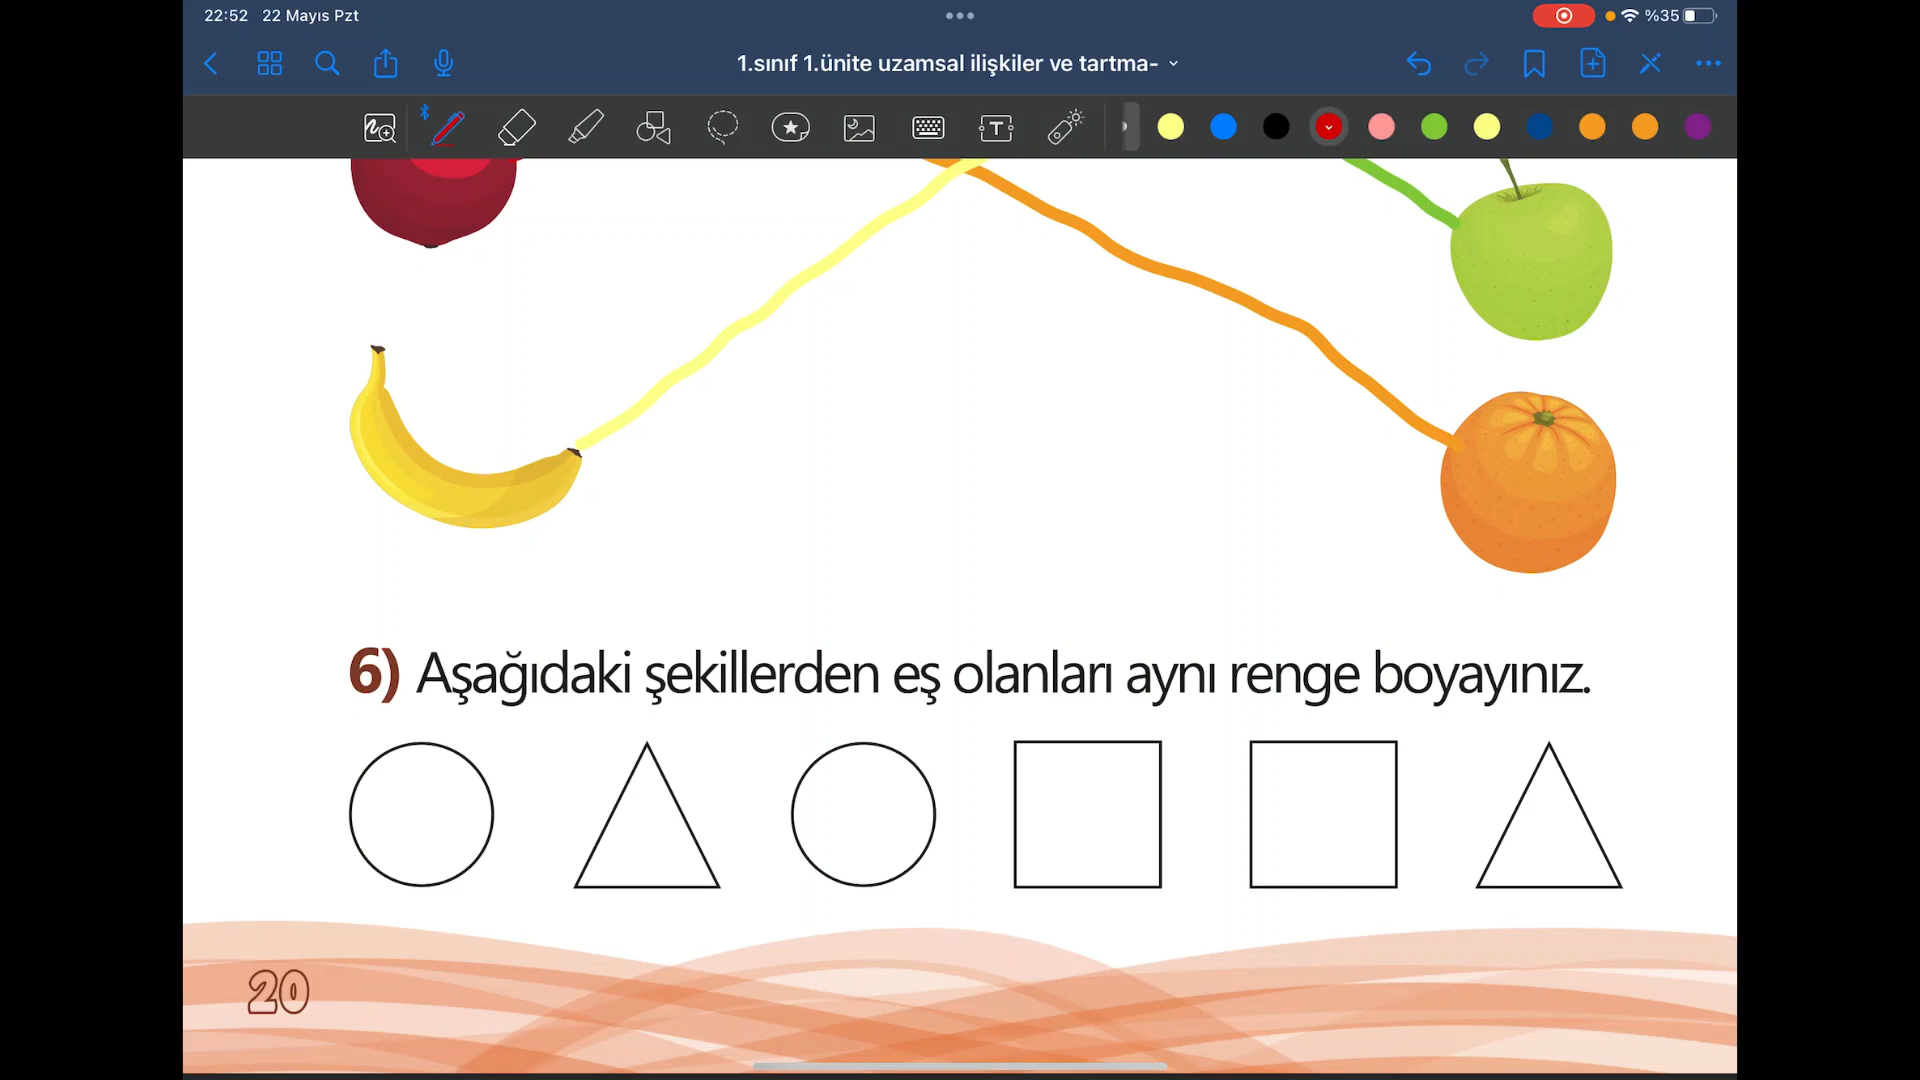 22:52 22 Mayıs Pzt
%35
1.sınıf 1.ünite uzamsal ilişkiler ve tartma-
T
6) Aşağıdaki şekillerden eş olanları aynı renge boyayınız.
20